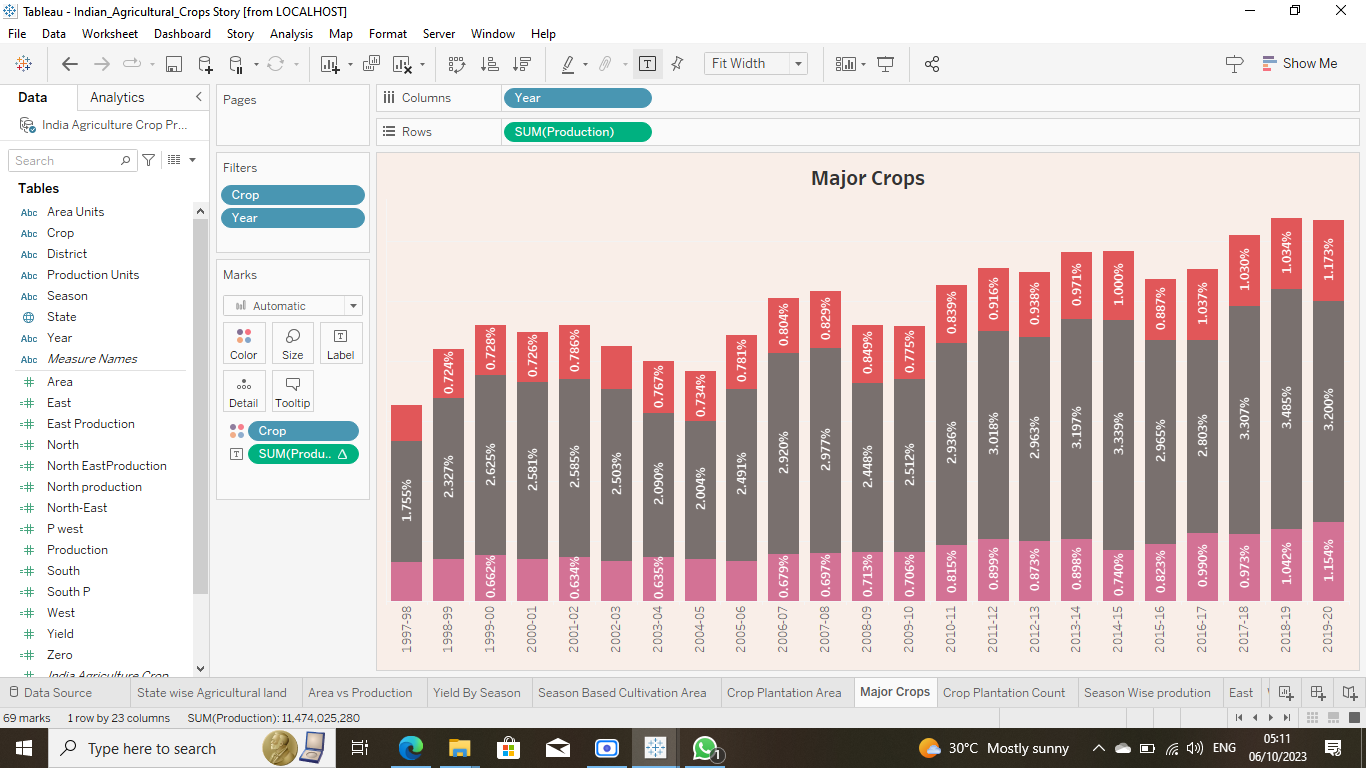 Tableau - Indian_Agricultural_Crops Story [from LOCALHOST]
File Data Worksheet Dashboard Story Analysis Map Format Server Window Help
Fit Width
Show Me
Data Analytics
India Agriculture Crop Pr...
Search
Tables
Abc Area Units
Abc Crop
Abc District
Abc Production Units
Abc Season
State
Abc Year
Abc Measure Names
Area
East
East Production
North
North EastProduction
North production
North-East
P west
Production
South
South P
West
Yield
Zero
India Agriculture Crop
Pages
Filters
Crop
Year
Marks
Automatic
Color Size Label
Detail Tooltip
Crop
SUM(Produ.. Δ
Columns Year
Rows SUM(Production)
Major Crops
0.724% 0.728% 0.726% 0.786% 0.767% 0.734% 0.781% 0.804% 0.829% 0.849% 0.775% 0.839% 0.916% 0.938% 0.971% 1.000% 0.887% 1.037% 1.030% 1.034% 1.173%
1.755% 2.327% 2.625% 2.581% 2.585% 2.503% 2.090% 2.004% 2.491% 2.920% 2.977% 2.448% 2.512% 2.936% 3.018% 2.963% 3.197% 3.339% 2.965% 2.803% 3.307% 3.485% 3.200%
0.662% 0.634% 0.635% 0.679% 0.697% 0.713% 0.706% 0.815% 0.899% 0.873% 0.898% 0.740% 0.823% 0.990% 0.973% 1.042% 1.154%
1997-98 1998-99 1999-00 2000-01 2001-02 2002-03 2003-04 2004-05 2005-06 2006-07 2007-08 2008-09 2009-10 2010-11 2011-12 2012-13 2013-14 2014-15 2015-16 2016-17 2017-18 2018-19 2019-20
Data Source State wise Agricultural land Area vs Production Yield By Season Season Based Cultivation Area Crop Plantation Area Major Crops Crop Plantation Count Season Wise prodution East
69 marks 1 row by 23 columns SUM(Production): 11,474,025,280
Type here to search
1
30°C Mostly sunny
ENG
05:11
06/10/2023